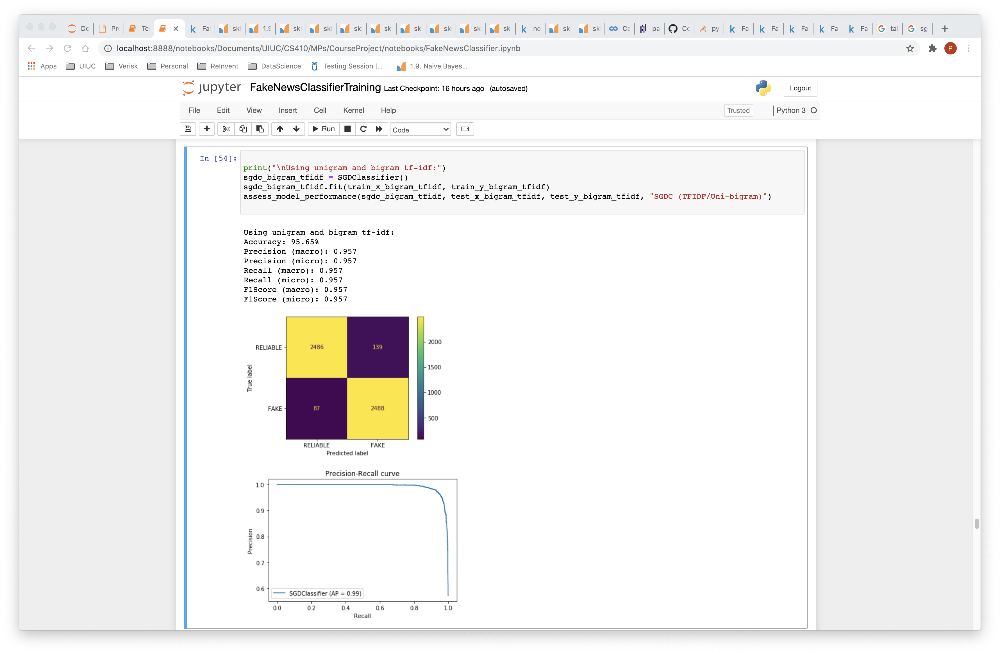 Do Pr Te Fa sk 1.9 sk sk sk sk sk sk sk sk no sk sk Cc pa Cc py Fa Fa Fa Fa Fa tal sg
localhost:8888/notebooks/Documents/UIUC/CS410/MPs/CourseProject/notebooks/FakeNewsClassifier.ipynb
P
Apps UIUC Verisk Personal ReInvent DataScience Testing Session |... 1.9. Naive Bayes...
jupyter FakeNewsClassifierTraining Last Checkpoint: 16 hours ago (autosaved)
Logout
File Edit View Insert Cell Kernel Help
Trusted Python 3
Run Code
In [54]:
print("\nUsing unigram and bigram tf-idf:")
sgdc_bigram_tfidf = SGDClassifier()
sgdc_bigram_tfidf.fit(train_x_bigram_tfidf, train_y_bigram_tfidf)
assess_model_performance(sgdc_bigram_tfidf, test_x_bigram_tfidf, test_y_bigram_tfidf, "SGDC (TFIDF/Uni-bigram)")
Using unigram and bigram tf-idf:
Accuracy: 95.65%
Precision (macro): 0.957
Precision (micro): 0.957
Recall (macro): 0.957
Recall (micro): 0.957
F1Score (macro): 0.957
F1Score (micro): 0.957
RELIABLE
FAKE
True label
2486 139
87 2488
RELIABLE FAKE
Predicted label
2000
1500
1000
500
Precision-Recall curve
1.0
0.9
0.8
0.7
0.6
Precision
SGDClassifier (AP = 0.99)
0.0 0.2 0.4 0.6 0.8 1.0
Recall